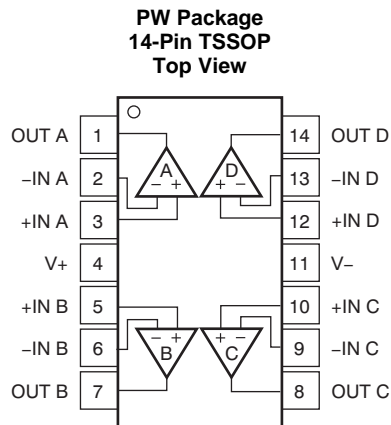 PW Package
14-Pin TSSOP
Top View
OUT A 1 14 OUT D
−IN A 2 A D 13 −IN D
− + + −
+IN A 3 12 +IN D
V+ 4 11 V−
+IN B 5 10 +IN C
− + + −
−IN B 6 B C 9 −IN C
OUT B 7 8 OUT C